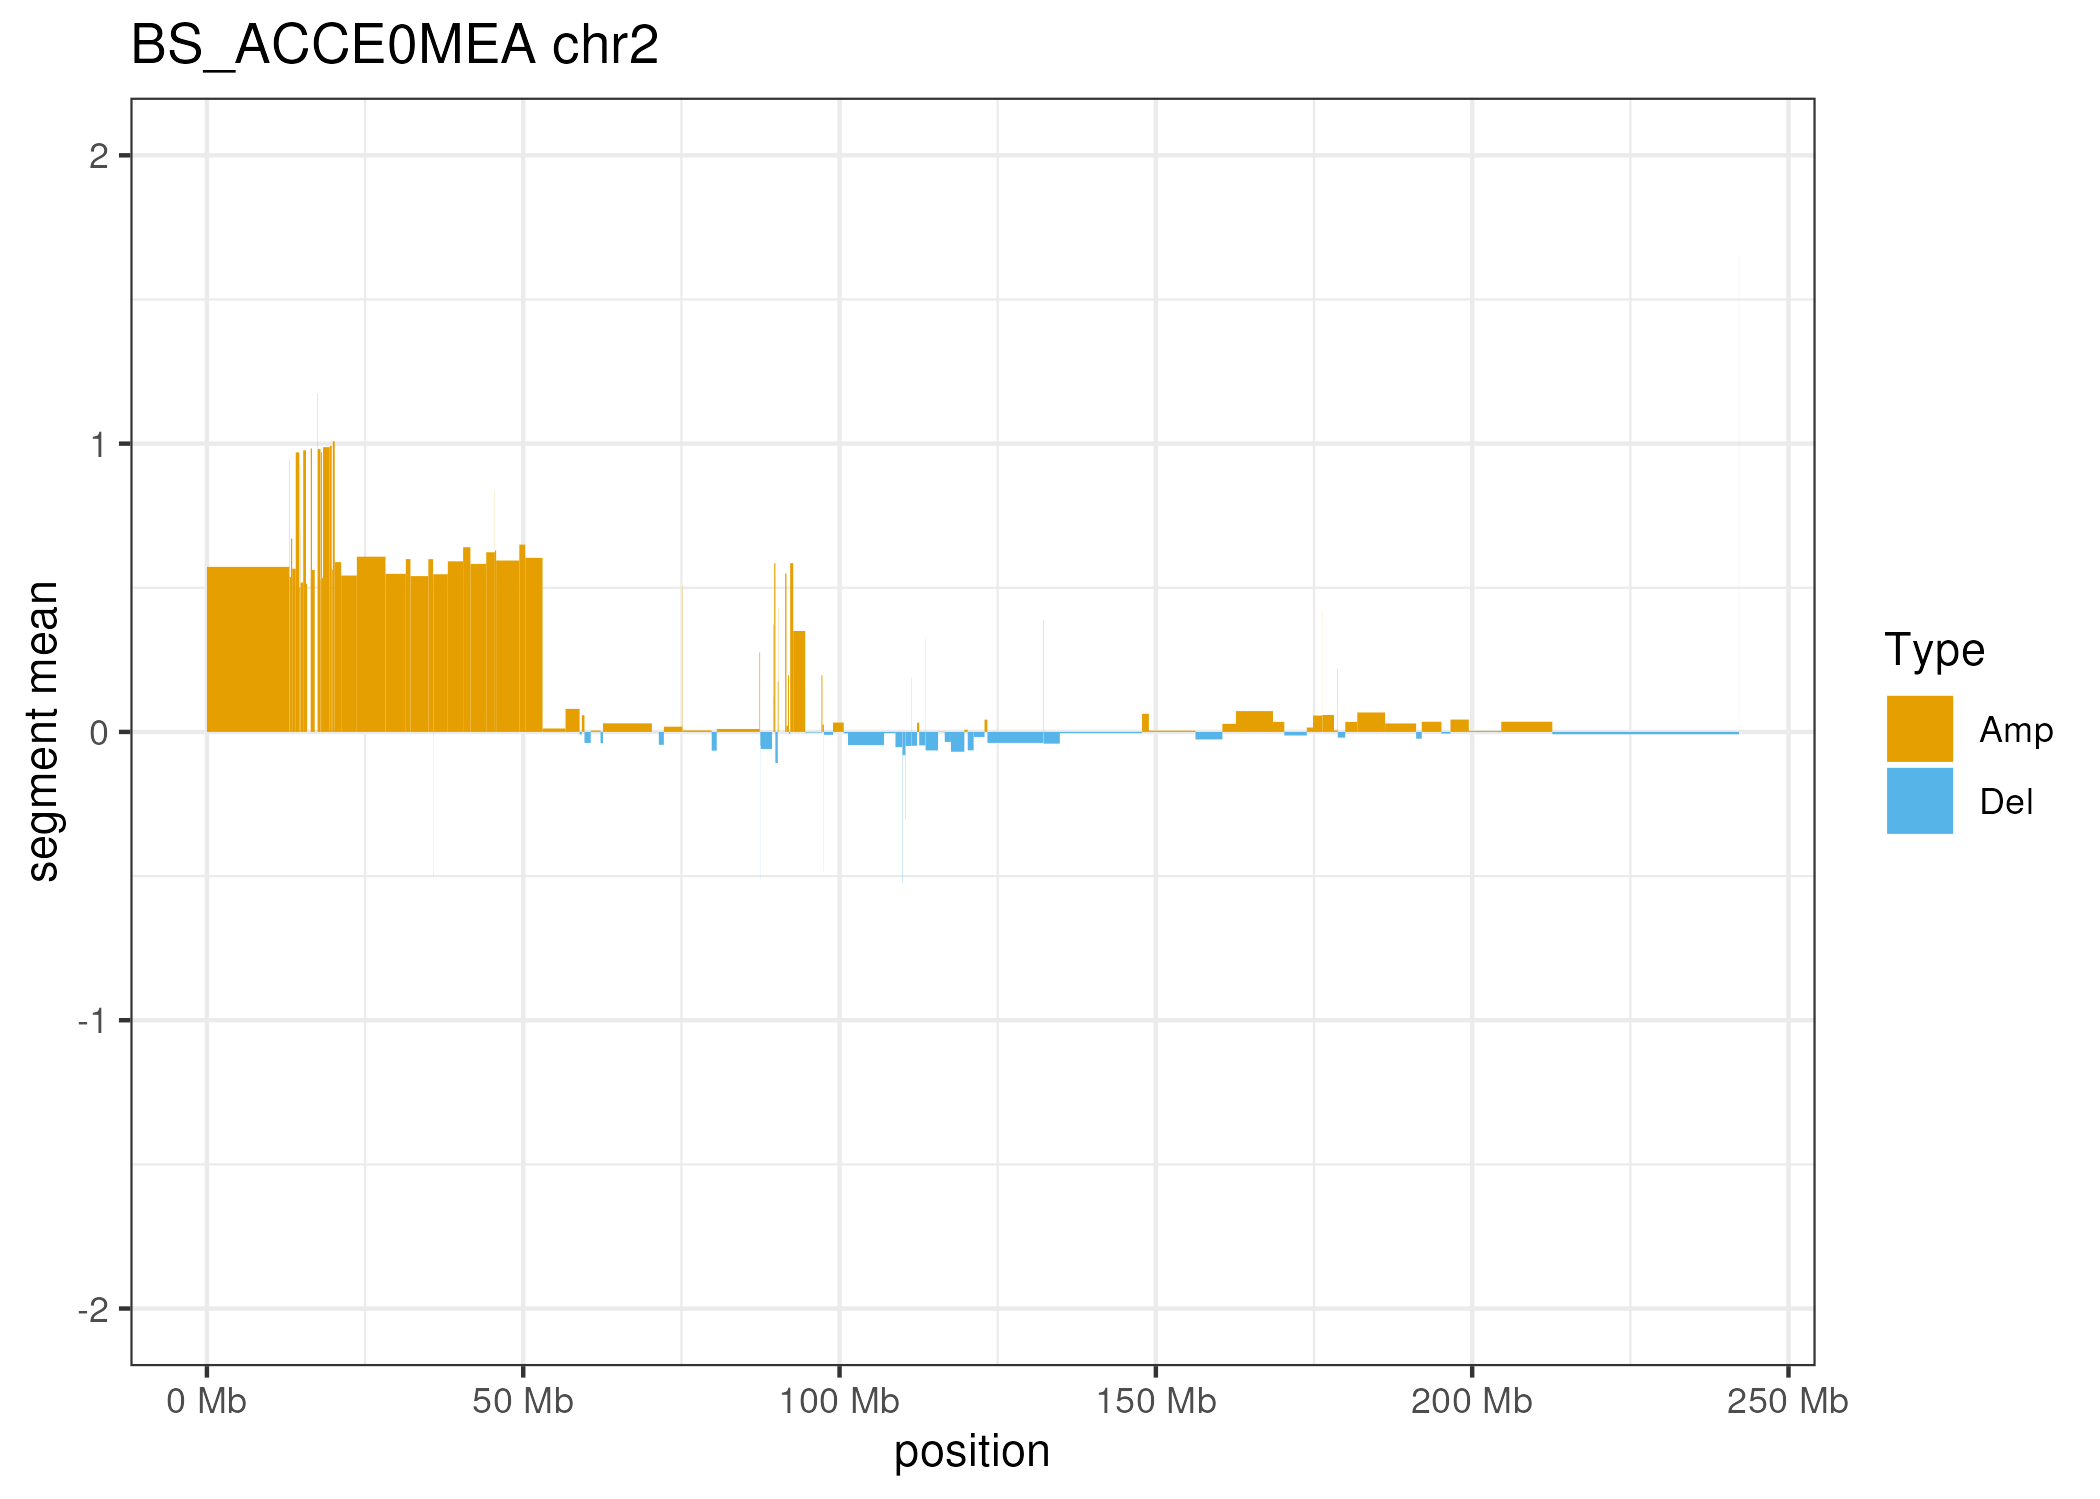 BS_ACCE0MEA chr2
segment mean
2
1
0
-1
-2
0 Mb
50 Mb
100 Mb
150 Mb
200 Mb
250 Mb
position
Type
Amp
Del